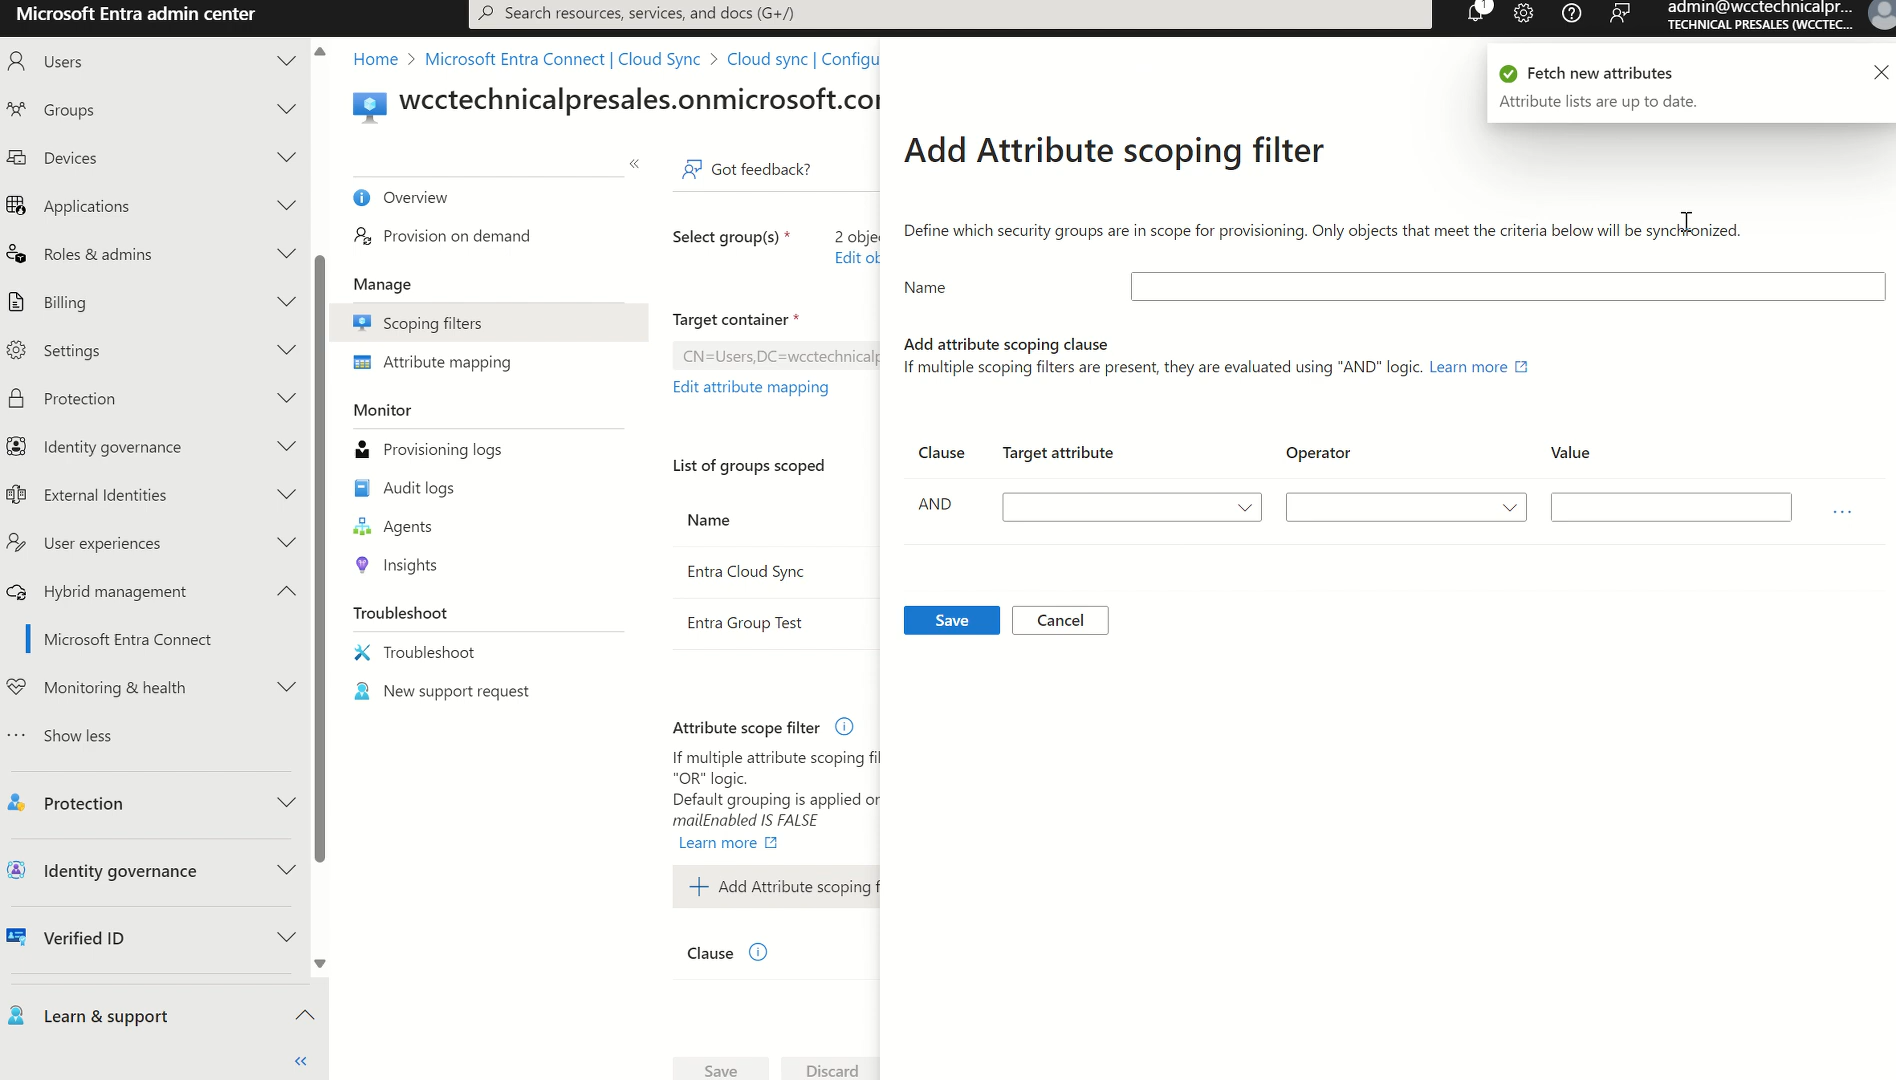 Microsoft Entra admin center
Search resources, services, and docs (G+/)
1
admin@wcctechnicalpr...
TECHNICAL PRESALES (WCCTEC...
Users
Groups
Devices
Applications
Roles & admins
Billing
Settings
Protection
Identity governance
External Identities
User experiences
Hybrid management
Microsoft Entra Connect
Monitoring & health
Show less
Protection
Identity governance
Verified ID
Learn & support
Home > Microsoft Entra Connect | Cloud Sync > Cloud sync | Configu
wcctechnicalpresales.onmicrosoft.co
Overview
Provision on demand
Manage
Scoping filters
Attribute mapping
Monitor
Provisioning logs
Audit logs
Agents
Insights
Troubleshoot
Troubleshoot
New support request
Got feedback?
Select group(s) *
2 obje
Edit ob
Target container *
CN=Users,DC=wcctechnicalp
Edit attribute mapping
List of groups scoped
Name
Entra Cloud Sync
Entra Group Test
Attribute scope filter
If multiple attribute scoping fil
"OR" logic.
Default grouping is applied or
mailEnabled IS FALSE
Learn more
Add Attribute scoping f
Clause
Save
Discard
Fetch new attributes
Attribute lists are up to date.
Add Attribute scoping filter
Define which security groups are in scope for provisioning. Only objects that meet the criteria below will be synchronized.
Name
Add attribute scoping clause
If multiple scoping filters are present, they are evaluated using "AND" logic. Learn more
Clause Target attribute Operator Value
AND
...
Save Cancel